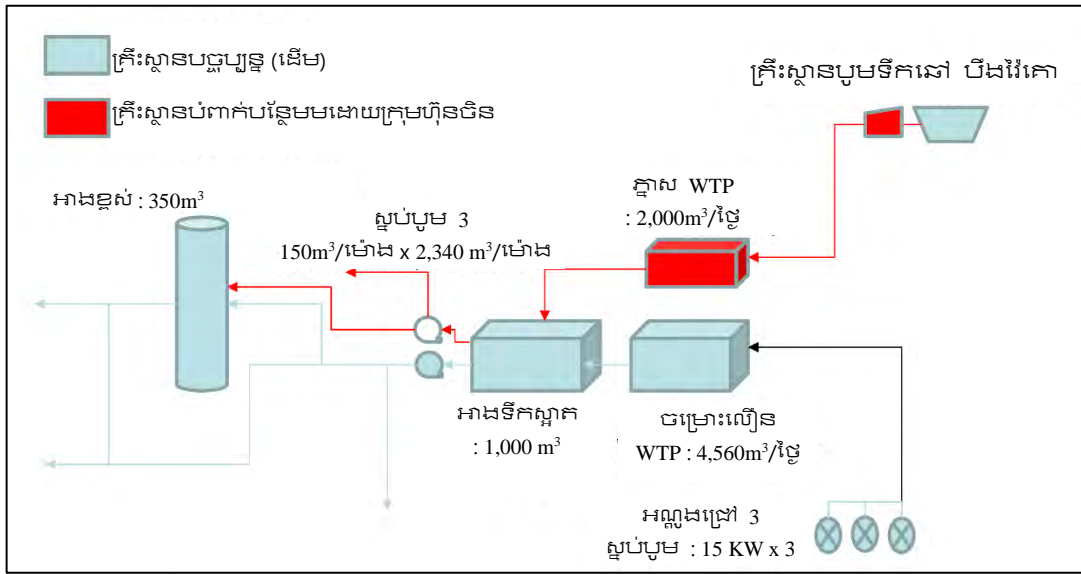 គ្រឹះស្ថានបច្ចុប្បន្ន (ដើម)
គ្រឹះស្ថានបំពាក់បន្ថែមមដោយក្រុមហ៊ុនចិន
គ្រឹះស្ថានបូមទឹកឆៅ បឹងវៃគោ
អាងខ្ពស់ : 350m³
ស្នប់បូម 3
150m³/ម៉ោង x 2,340 m³/ម៉ោង
ភ្នាស WTP
: 2,000m³/ថ្ងៃ
អាងទឹកស្អាត
: 1,000 m³
ចម្រោះលឿន
WTP : 4,560m³/ថ្ងៃ
អណ្តូងជ្រៅ 3
ស្នប់បូម : 15 KW x 3